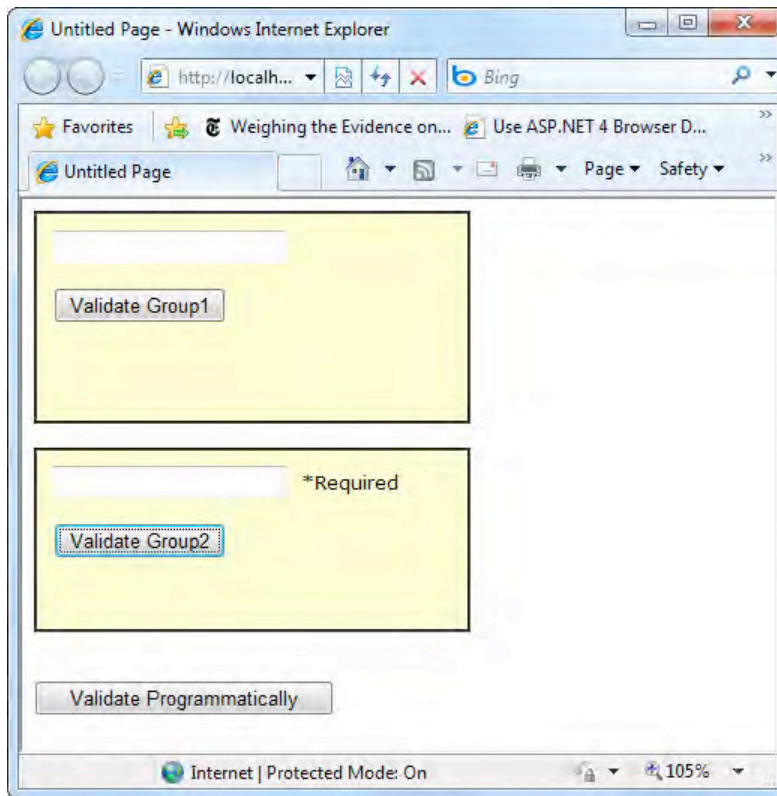 Untitled Page - Windows Internet Explorer
http://localh... Bing
Favorites Weighing the Evidence on... Use ASP.NET 4 Browser D... »
Untitled Page Page Safety »
Validate Group1
*Required
Validate Group2
Validate Programmatically
Internet | Protected Mode: On 105%